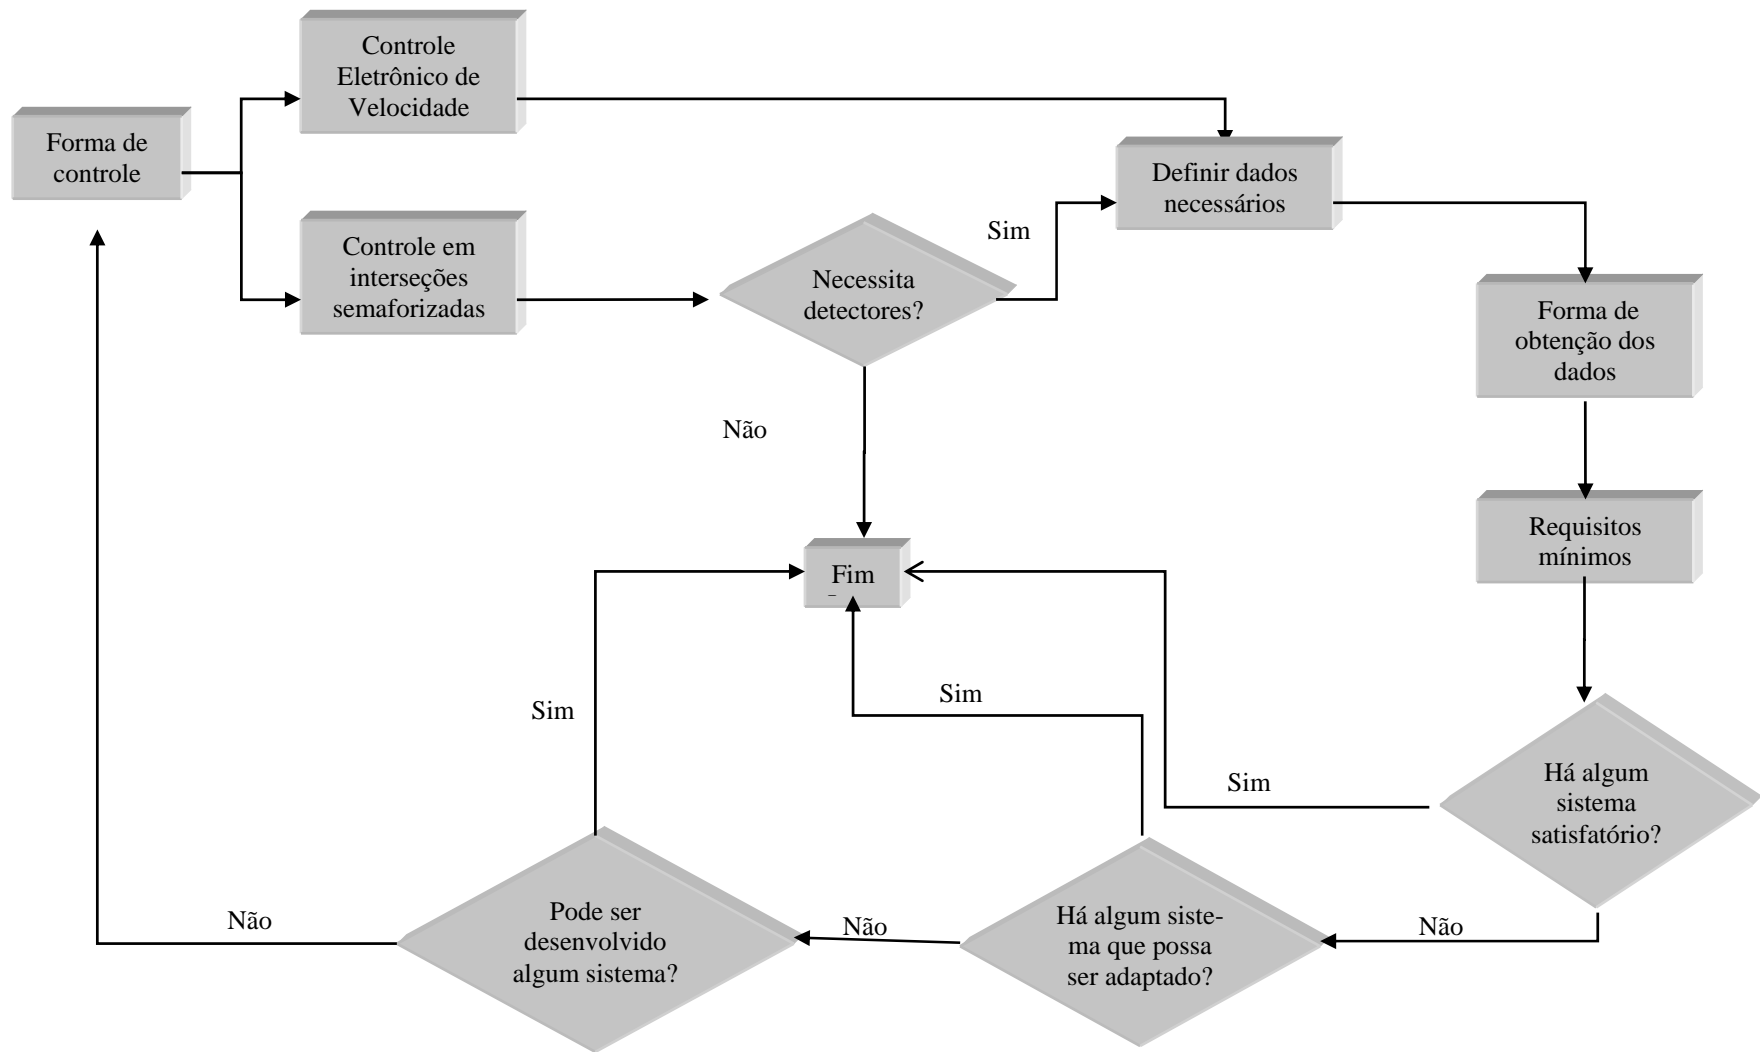 Controle
Eletrônico de
Velocidade
Forma de
controle
Definir dados
necessários
Controle em
interseções
semaforizadas
Sim
Necessita
detectores?
Forma de
obtenção dos
dados
Não
Requisitos
mínimos
Fim
Sim
Sim
Sim
Há algum
sistema
satisfatório?
Pode ser
desenvolvido
algum sistema?
Não
Há algum siste-
ma que possa
ser adaptado?
Não
Não